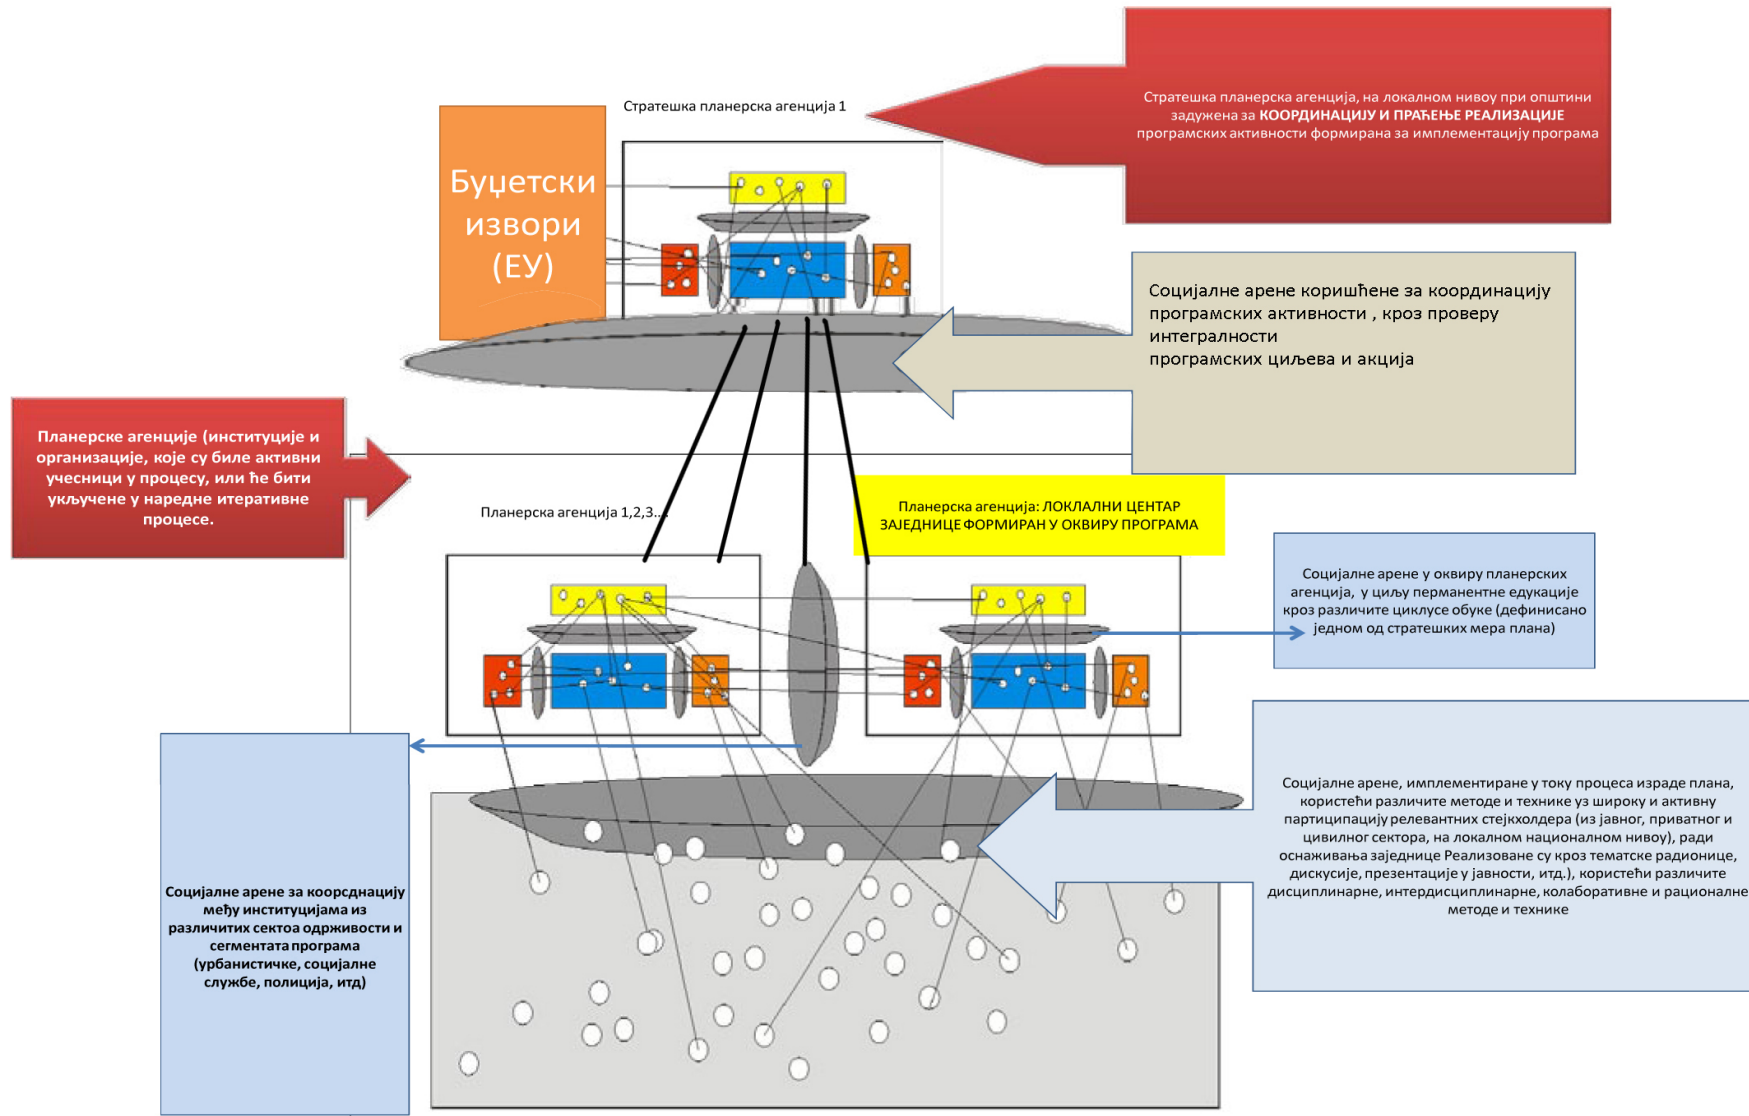 Стратешка планерска агенција 1
Стратешка планерска агенција, на локалном нивоу при општини
задужена за КООРДИНАЦИЈУ И ПРАЋЕЊЕ РЕАЛИЗАЦИЈЕ
програмских активности формирана за имплементацију програма
Буџетски
извори
(ЕУ)
Социјалне арене коришћене за координацију
програмских активности , кроз проверу
интегралности
програмских циљева и акција
Планерске агенције (институције и
организације, које су биле активни
учесници у процесу, или ће бити
укључене у наредне итеративне
процесе.
Планерска агенција 1,2,3...
Планерска агенција: ЛОКЛАЛНИ ЦЕНТАР
ЗАЈЕДНИЦЕ ФОРМИРАН У ОКВИРУ ПРОГРАМА
Социјалне арене у оквиру планерских
агенција, у циљу перманентне едукације
кроз различите циклусе обуке (дефинисано
једном од стратешких мера плана)
Социјалне арене, имплементиране у току процеса израде плана,
користећи различите методе и технике уз широку и активну
партиципацију релевантних стејкхолдера (из јавног, приватног и
цивилног сектора, на локалном националном нивоу), ради
оснаживања заједнице Реализоване су кроз тематске радионице,
дискусије, презентације у јавности, итд.), користећи различите
дисциплинарне, интердисциплинарне, колаборативне и рационалне
методе и технике
Социјалне арене за коорсднацију
међу институцијама из
различитих сектоа одрживости и
сегментата програма
(урбанистичке, социјалне
службе, полиција, итд)